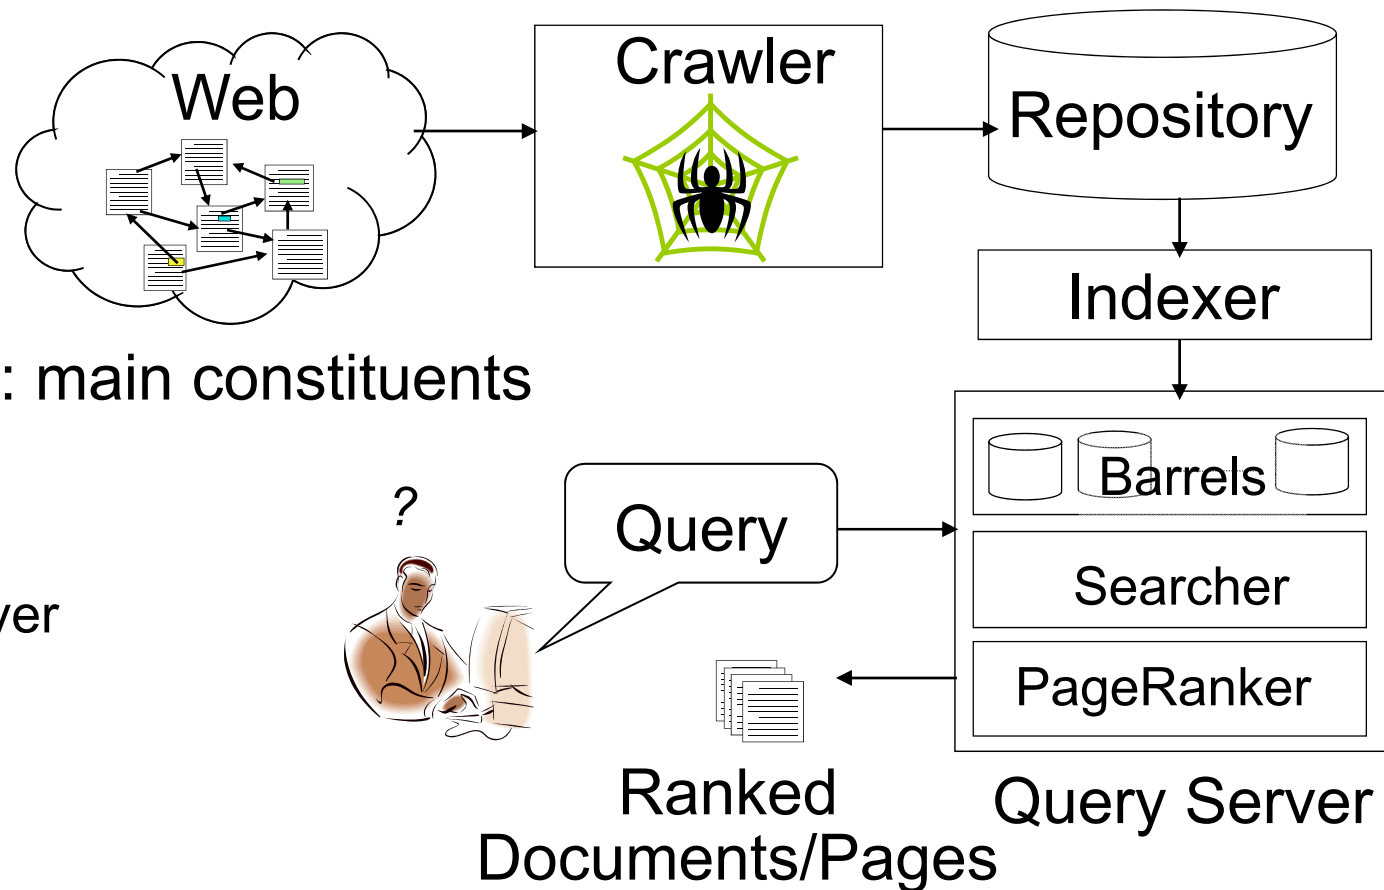 Web
Crawler
Repository
Indexer
: main constituents
Barrels
?
Query
Searcher
ver
PageRanker
Ranked
Documents/Pages
Query Server